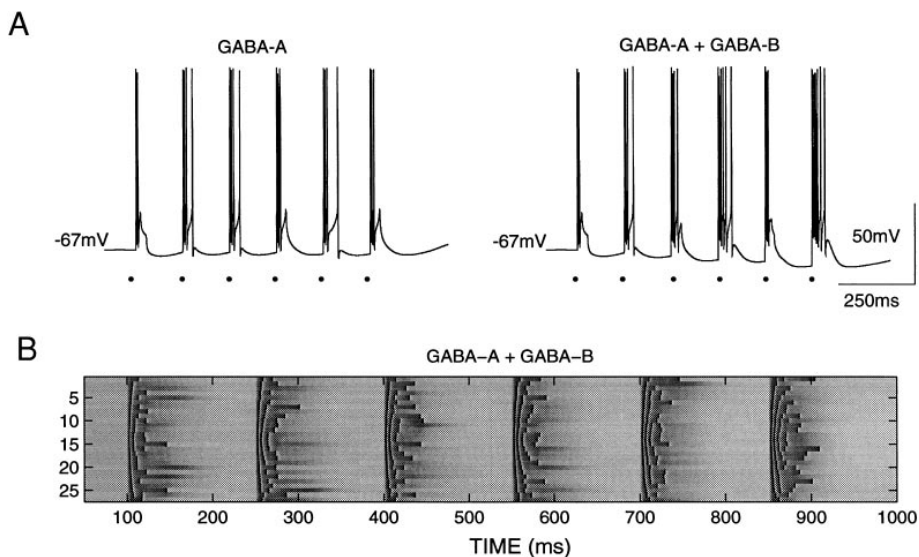 A
GABA-A
GABA-A + GABA-B
-67mV
-67mV
50mV
250ms
B
GABA-A + GABA-B
5
10
15
20
25
100 200 300 400 500 600 700 800 900 1000
TIME (ms)